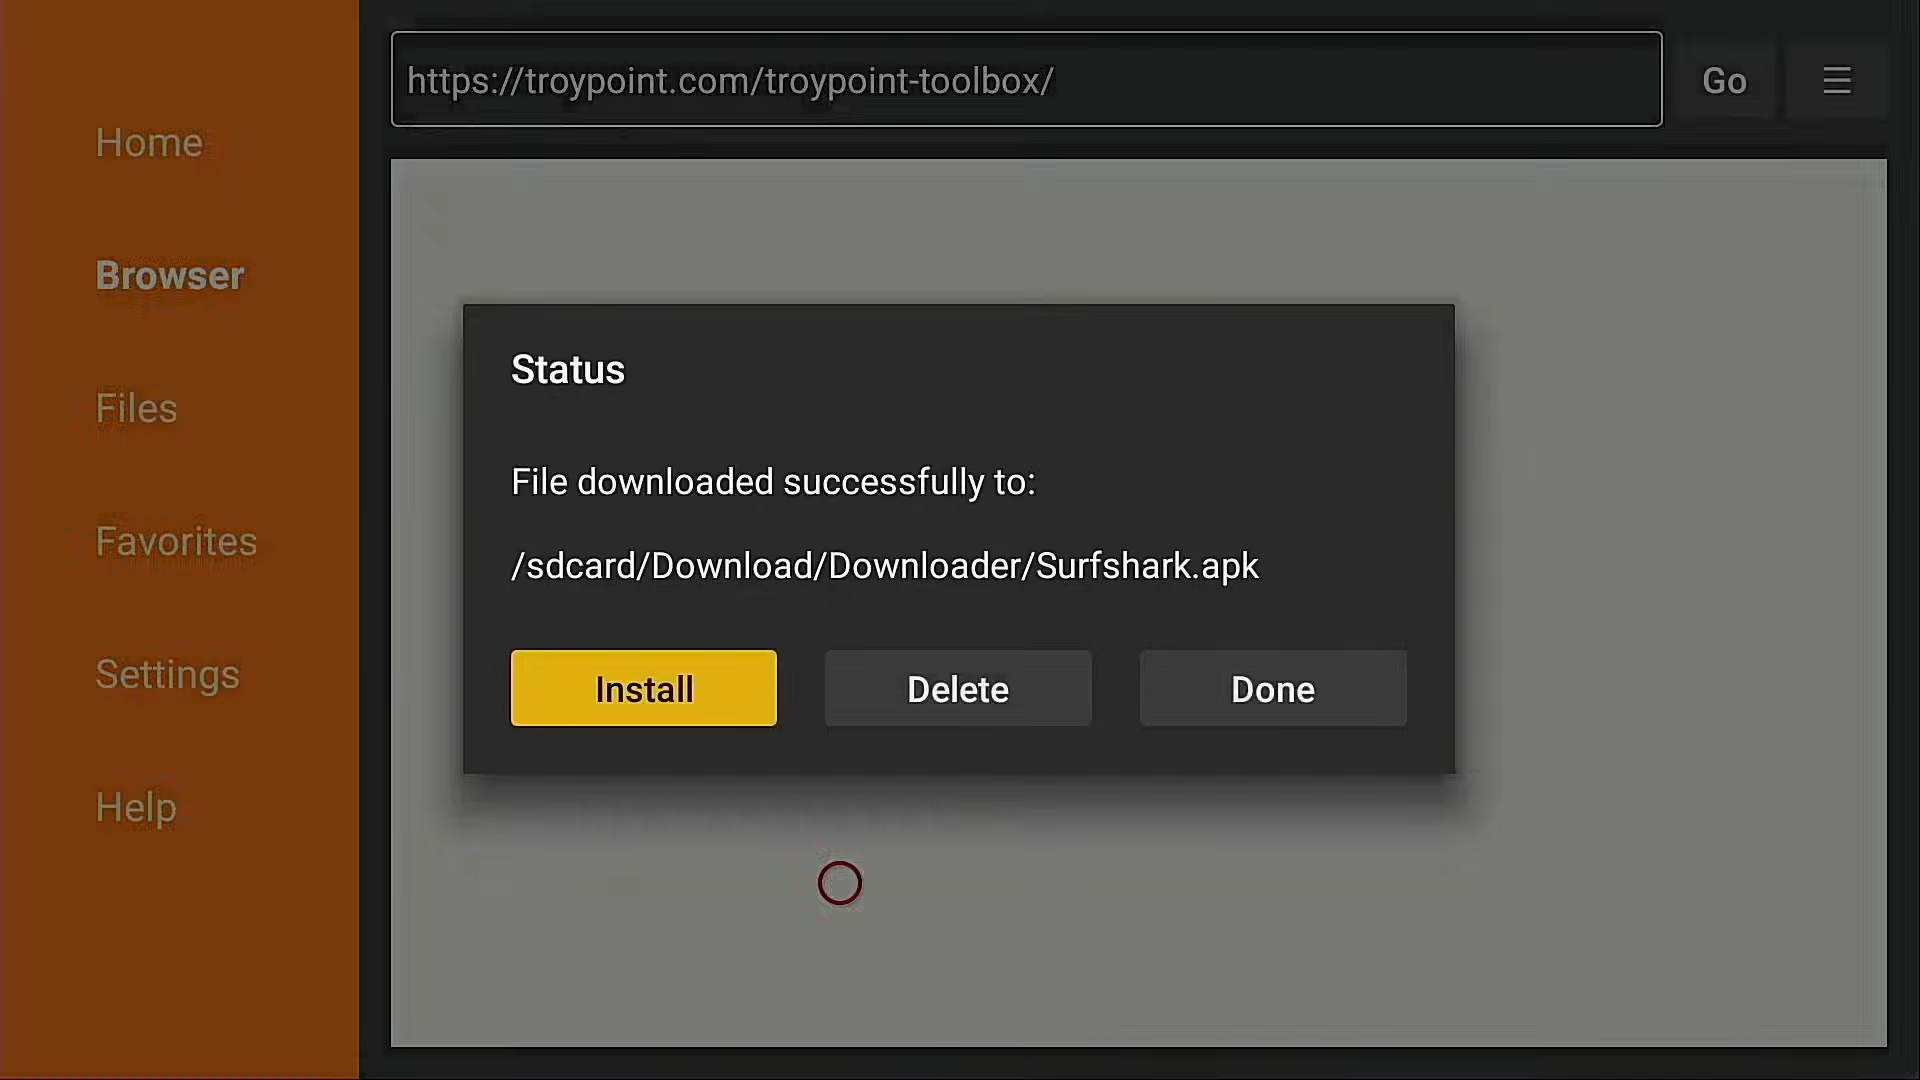 https://troypoint.com/troypoint-toolbox/
Go
Home
Browser
Files
Favorites
Settings
Help
Status
File downloaded successfully to:
/sdcard/Download/Downloader/Surfshark.apk
Install
Delete
Done